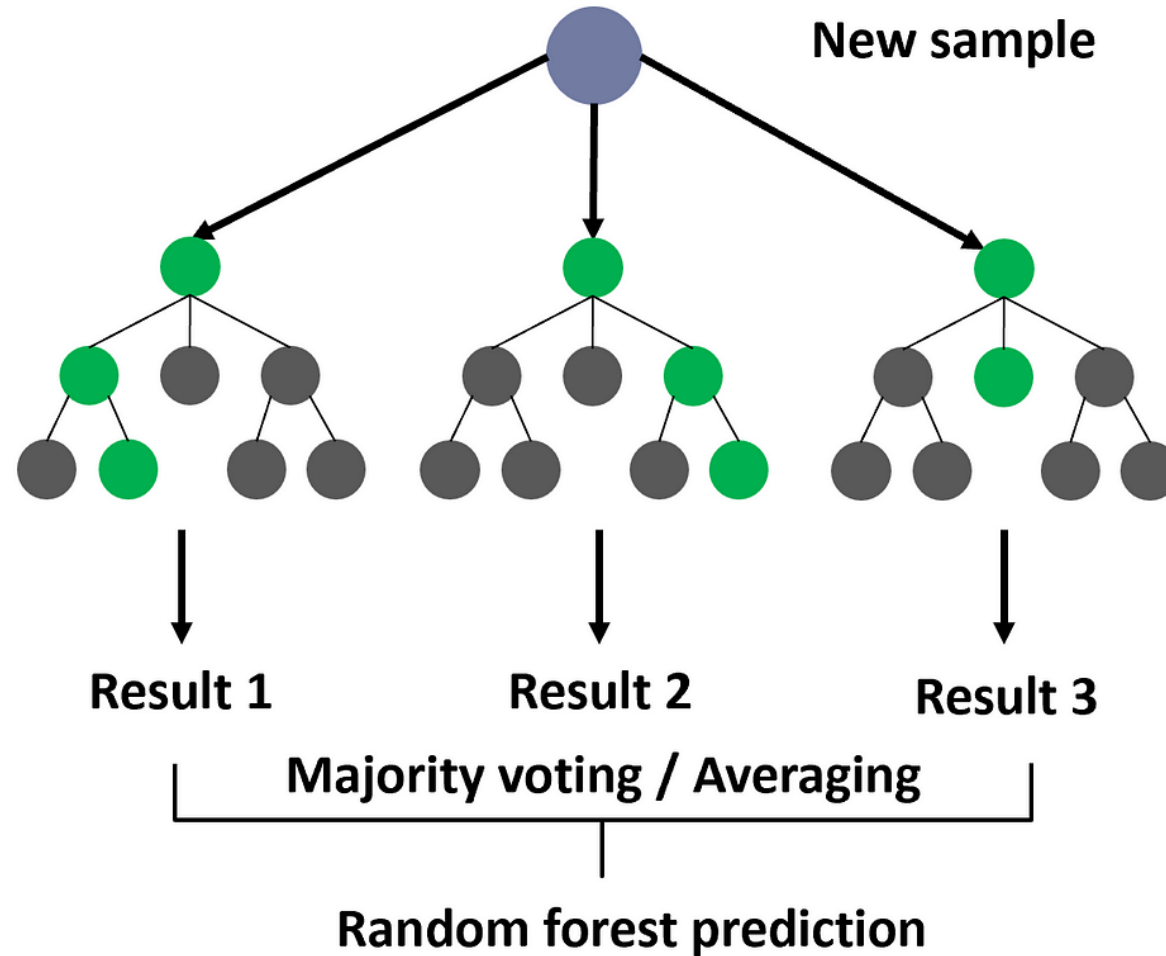 New sample
Result 1
Result 2
Result 3
Majority voting / Averaging
Random forest prediction